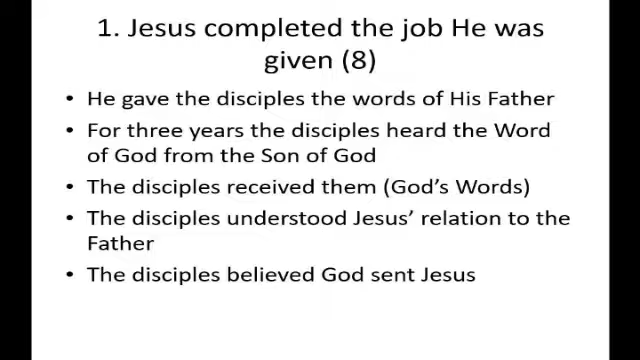 1. Jesus completed the job He was
given (8)
• He gave the disciples the words of His Father
• For three years the disciples heard the Word
of God from the Son of God
• The disciples received them (God's Words)
• The disciples understood Jesus' relation to the
Father
• The disciples believed God sent Jesus